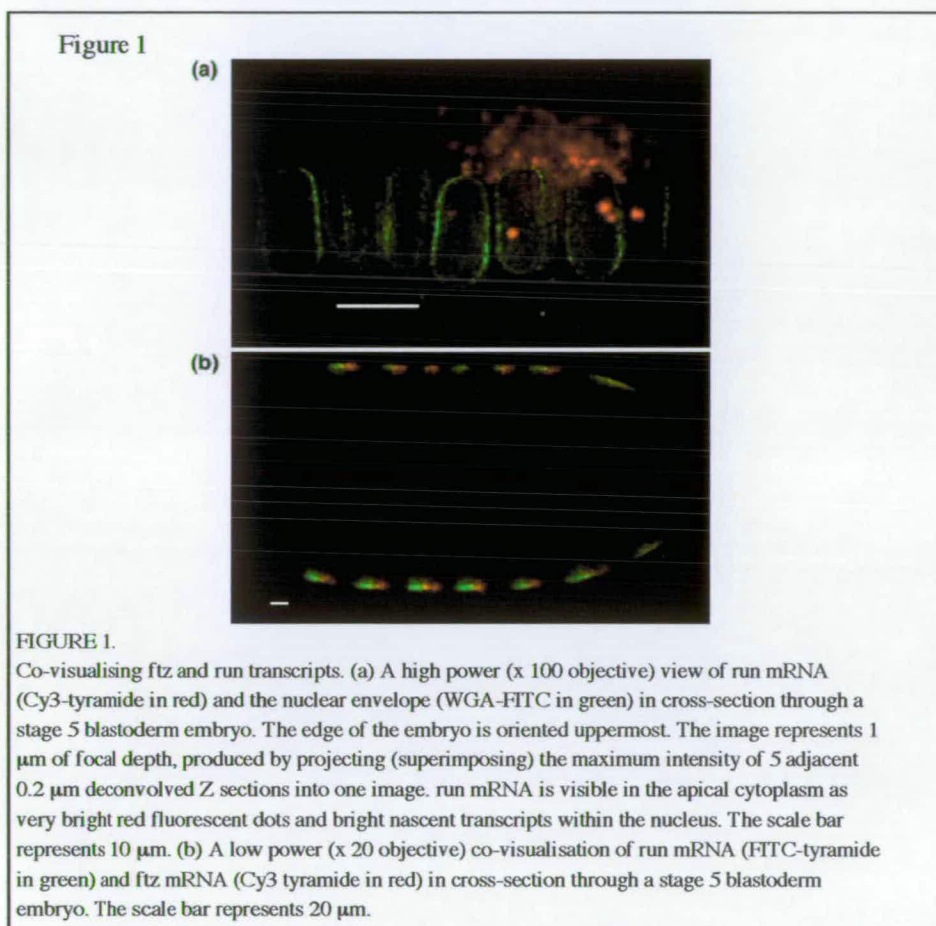 Figure 1
(a)
(b)
FIGURE 1.
Co-visualising ftz and run transcripts. (a) A high power (x 100 objective) view of run mRNA
(Cy3-tyramide in red) and the nuclear envelope (WGA-FITC in green) in cross-section through a
stage 5 blastoderm embryo. The edge of the embryo is oriented uppermost. The image represents 1
μm of focal depth, produced by projecting (superimposing) the maximum intensity of 5 adjacent
0.2 μm deconvolved Z sections into one image. run mRNA is visible in the apical cytoplasm as
very bright red fluorescent dots and bright nascent transcripts within the nucleus. The scale bar
represents 10 μm. (b) A low power (x 20 objective) co-visualisation of run mRNA (FITC-tyramide
in green) and ftz mRNA (Cy3 tyramide in red) in cross-section through a stage 5 blastoderm
embryo. The scale bar represents 20 μm.